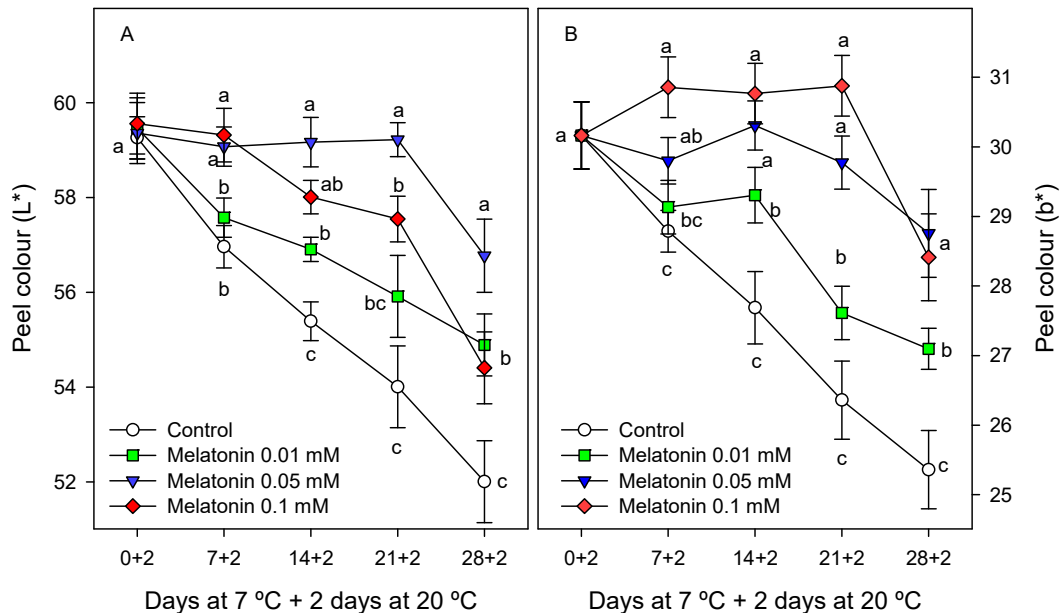 A
B
Peel colour (L*)
60
58
56
54
52
a
a
a
b
b
a
ab
b
c
a
b
bc
c
a
b
c
Control
Melatonin 0.01 mM
Melatonin 0.05 mM
Melatonin 0.1 mM
0+2 7+2 14+2 21+2 28+2
Days at 7 ºC + 2 days at 20 ºC
a
a
ab
bc
c
a
a
b
c
a
a
b
c
a
b
c
Control
Melatonin 0.01 mM
Melatonin 0.05 mM
Melatonin 0.1 mM
0+2 7+2 14+2 21+2 28+2
Days at 7 ºC + 2 days at 20 ºC
31
30
29
28
27
26
25
Peel colour (b*)